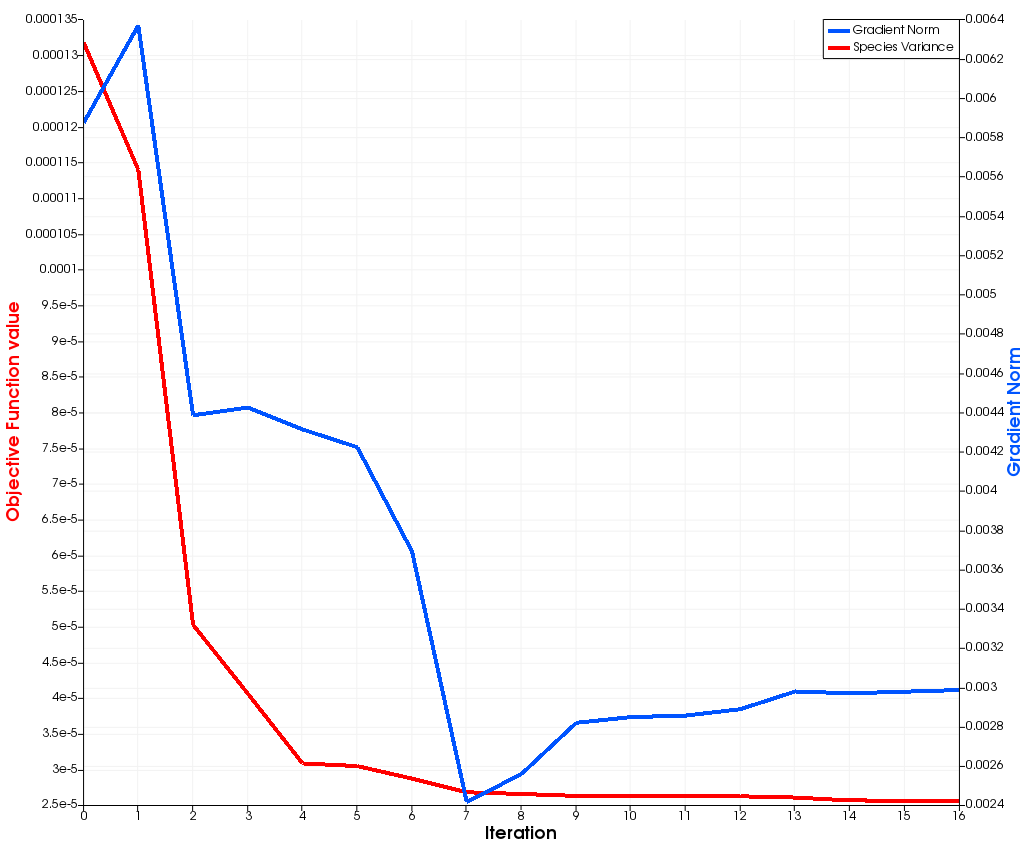 Gradient Norm
Species Variance
0.000135
0.00013
0.000125
0.00012
0.000115
0.00011
0.000105
0.0001
9.5e-5
9e-5
8.5e-5
8e-5
7.5e-5
7e-5
6.5e-5
6e-5
5.5e-5
5e-5
4.5e-5
4e-5
3.5e-5
3e-5
2.5e-5
Objective Function value
0.0064
0.0062
0.006
0.0058
0.0056
0.0054
0.0052
0.005
0.0048
0.0046
0.0044
0.0042
0.004
0.0038
0.0036
0.0034
0.0032
0.003
0.0028
0.0026
0.0024
Gradient Norm
0 1 2 3 4 5 6 7 8 9 10 11 12 13 14 15 16
Iteration